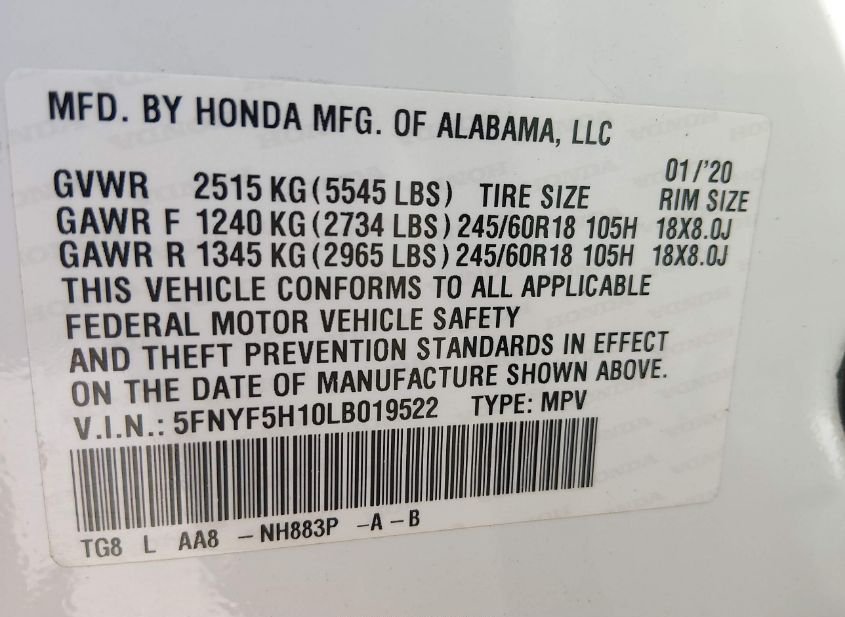 MFD. BY HONDA MFG. OF ALABAMA, LLC
01/'20
GVWR 2515 KG (5545 LBS) TIRE SIZE RIM SIZE
GAWR F 1240 KG (2734 LBS) 245/60R18 105H 18X8.0J
GAWR R 1345 KG (2965 LBS) 245/60R18 105H 18X8.0J
THIS VEHICLE CONFORMS TO ALL APPLICABLE
FEDERAL MOTOR VEHICLE SAFETY
AND THEFT PREVENTION STANDARDS IN EFFECT
ON THE DATE OF MANUFACTURE SHOWN ABOVE.
V.I.N.: 5FNYF5H10LB019522 TYPE: MPV
TG8 L AA8 - NH883P - A - B